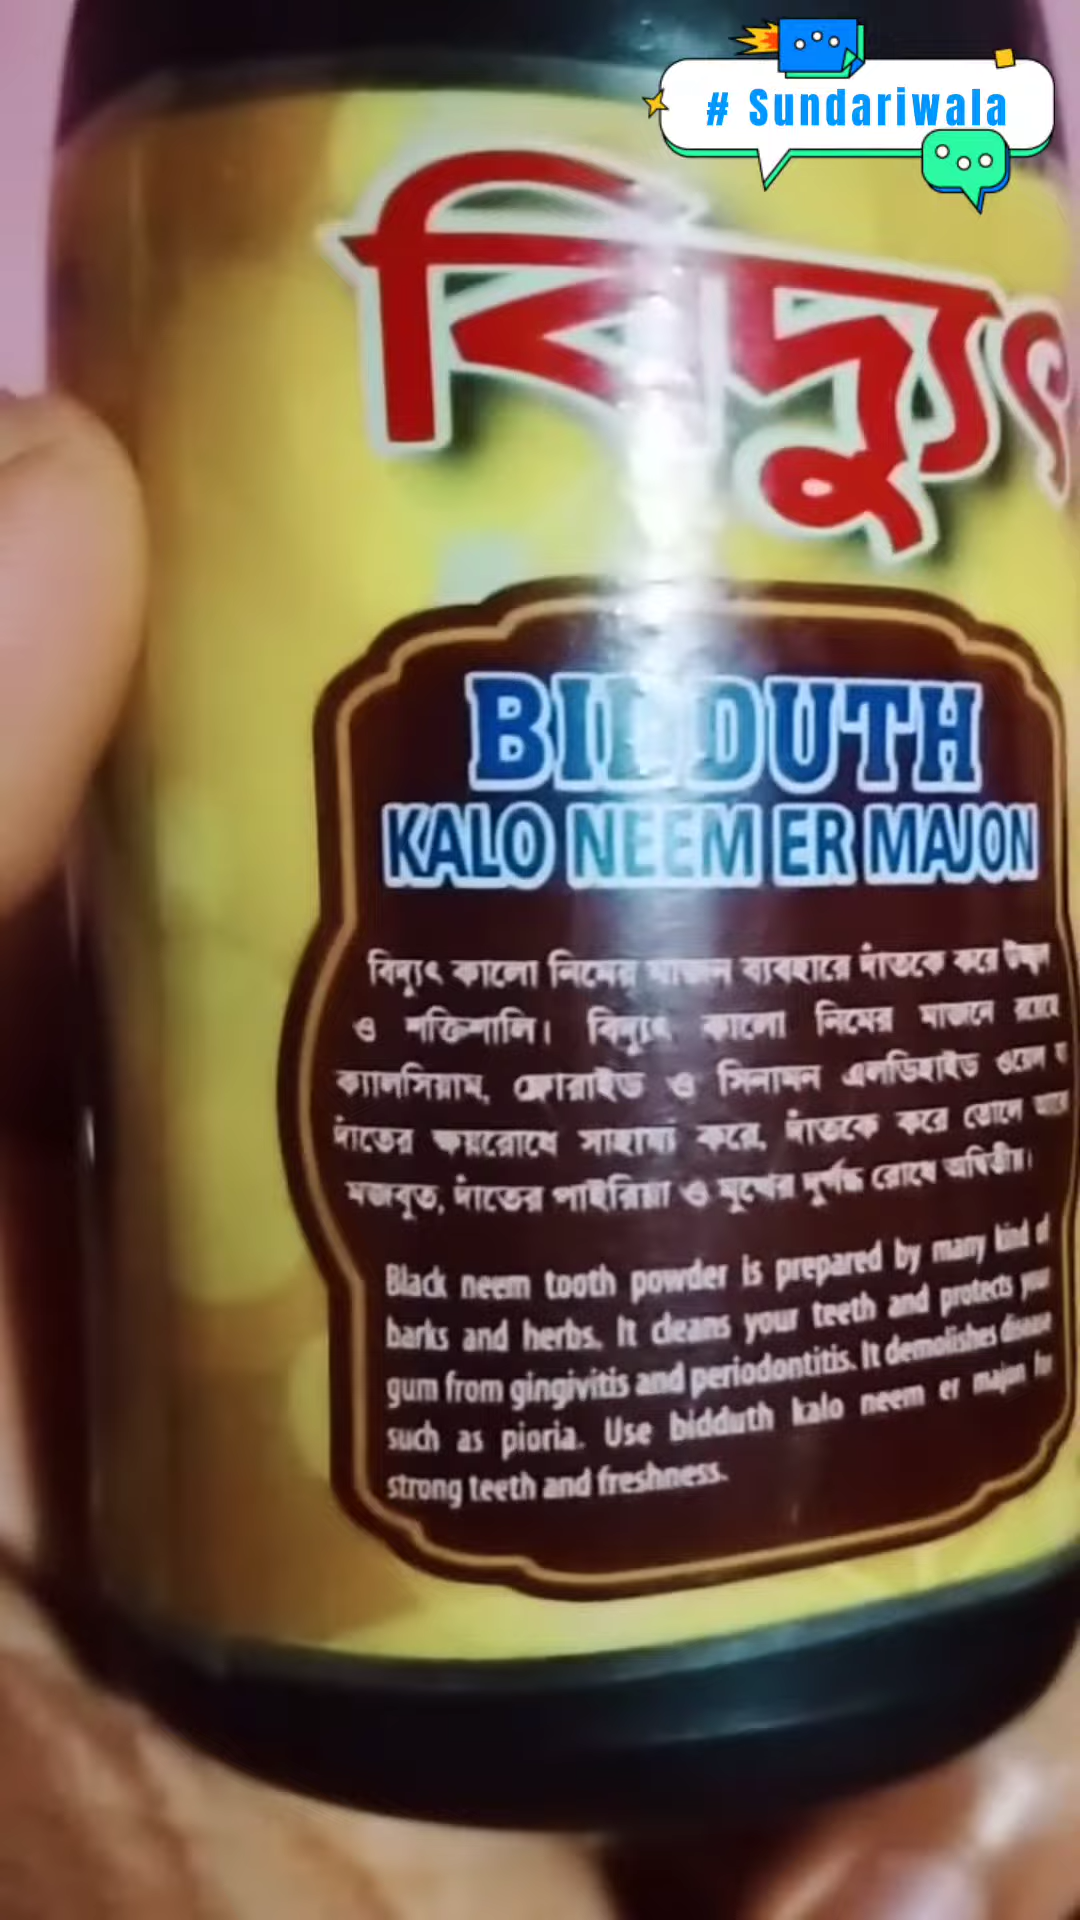 # Sundariwala
বিদ্যুৎ
BIDDUTH
KALO NEEM ER MAJON
বিদ্যুৎ কালো নিমের মাজন ব্যবহারে দাঁতকে করে উজ্জ্বল
ও শক্তিশালি। বিদ্যুৎ কালো নিমের মাজনে রয়েছে
ক্যালসিয়াম, ফ্লোরাইড ও সিনামন এলডিহাইড ওয়েল যা
দাঁতের ক্ষয়রোধে সাহায্য করে, দাঁতকে করে তোলে আরো
মজবুত, দাঁতের পাইরিয়া ও মুখের দুর্গন্ধ রোধে অদ্বিতীয়।
Black neem tooth powder is prepared by many kind of
barks and herbs. It cleans your teeth and protects your
gum from gingivitis and periodontitis. It demolishes disease
such as pioria. Use bidduth kalo neem er majon for
strong teeth and freshness.